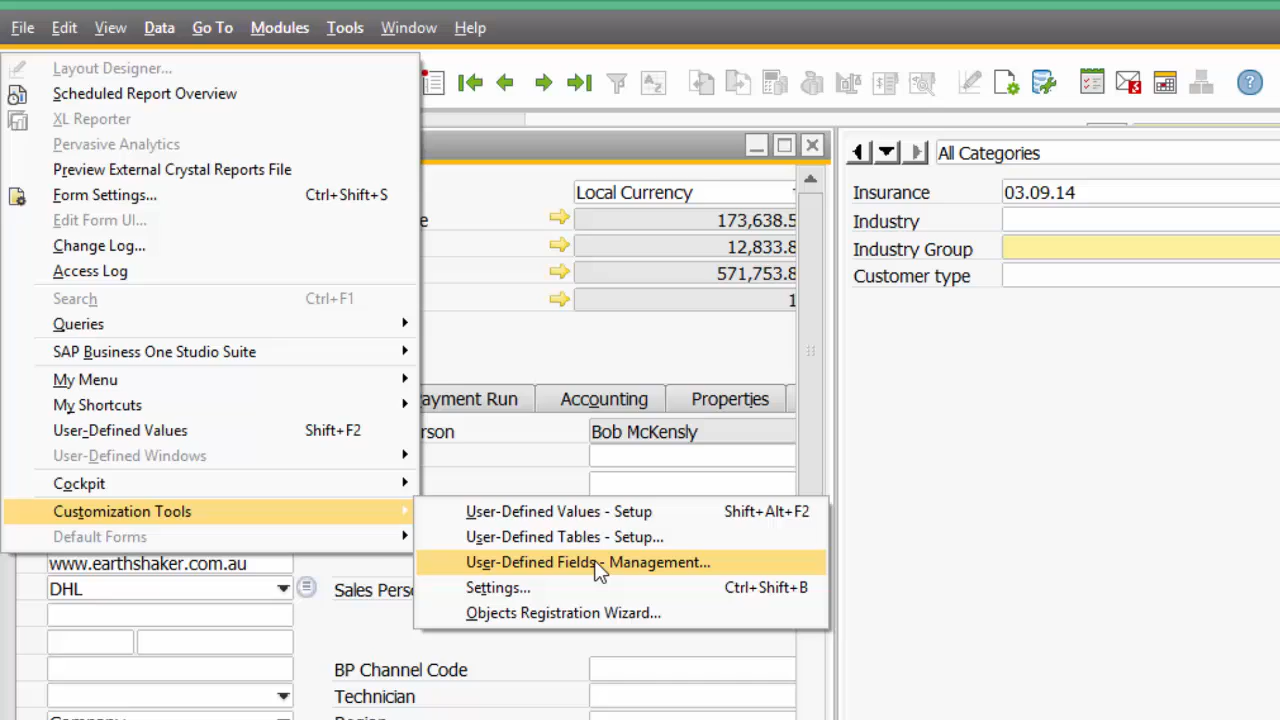 File Edit View Data Go To Modules Tools Window Help
Layout Designer...
Scheduled Report Overview
XL Reporter
Pervasive Analytics
Preview External Crystal Reports File
Form Settings... Ctrl+Shift+S
Edit Form UI...
Change Log...
Access Log
Search Ctrl+F1
Queries
SAP Business One Studio Suite
My Menu
My Shortcuts
User-Defined Values Shift+F2
User-Defined Windows
Cockpit
Customization Tools
Default Forms
User-Defined Values - Setup Shift+Alt+F2
User-Defined Tables - Setup...
User-Defined Fields - Management...
Settings... Ctrl+Shift+B
Objects Registration Wizard...
Local Currency
173,638.5
12,833.8
571,753.8
1
ayment Run Accounting Properties
rson Bob McKensly
www.earthshaker.com.au
DHL Sales Perso
BP Channel Code
Technician
All Categories
Insurance 03.09.14
Industry
Industry Group
Customer type